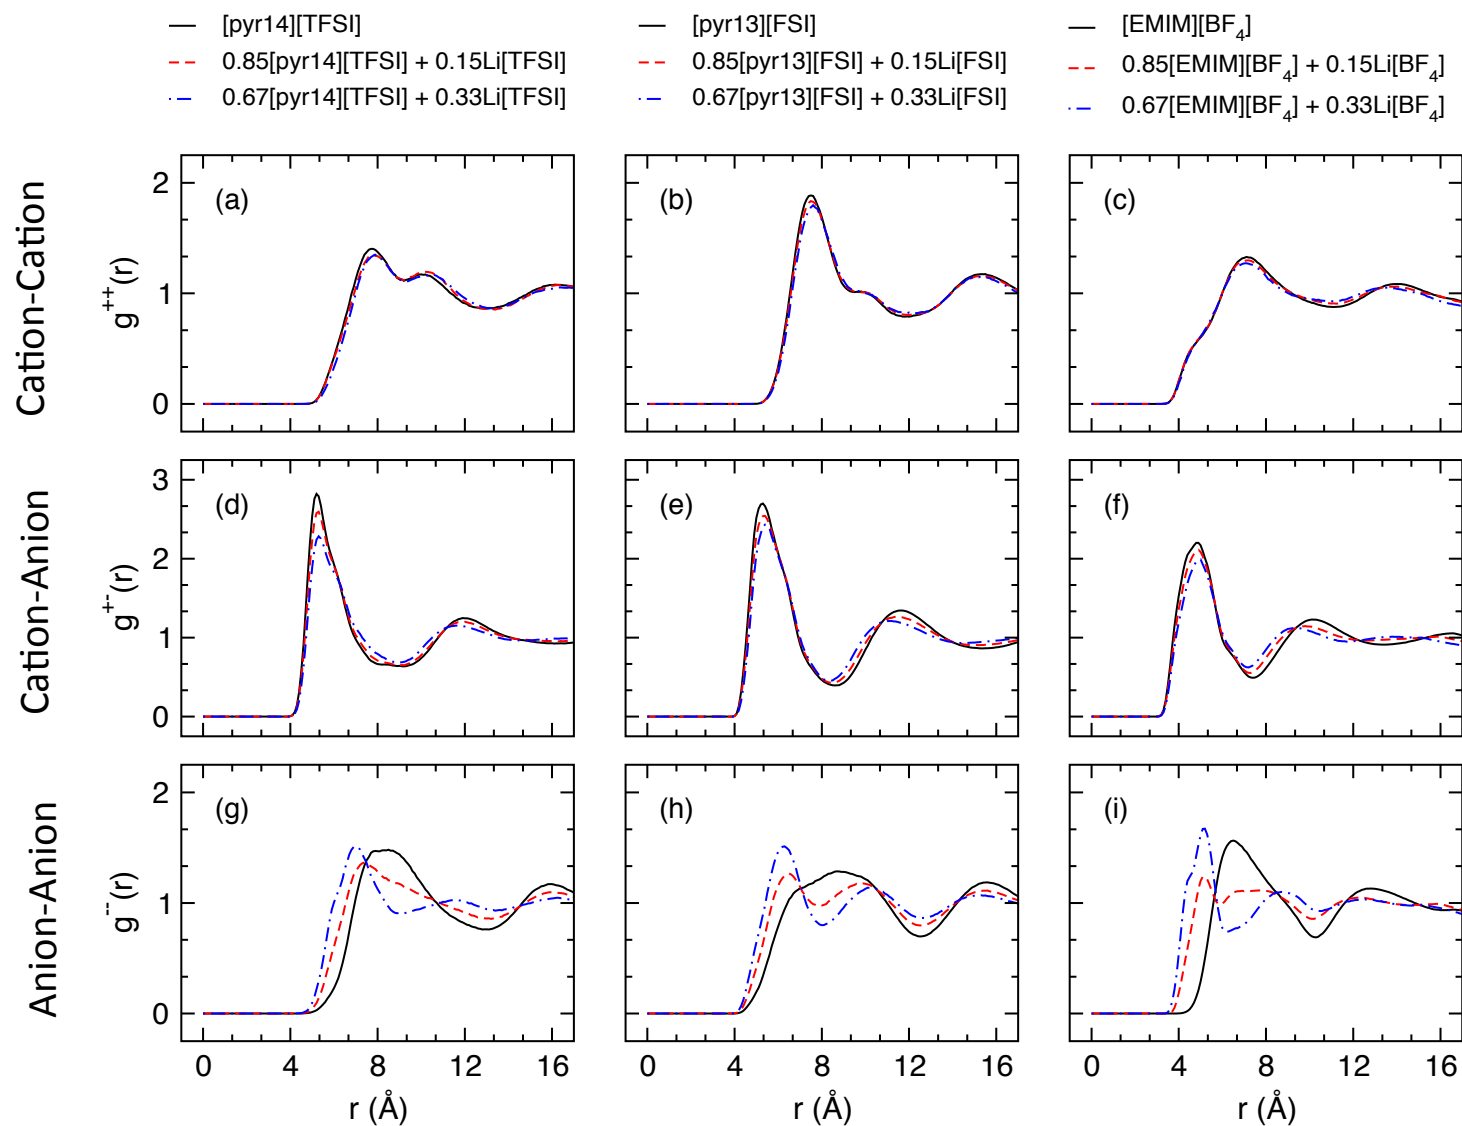 [pyr14][TFSI]
0.85[pyr14][TFSI] + 0.15Li[TFSI]
0.67[pyr14][TFSI] + 0.33Li[TFSI]
[pyr13][FSI]
0.85[pyr13][FSI] + 0.15Li[FSI]
0.67[pyr13][FSI] + 0.33Li[FSI]
[EMIM][BF4]
0.85[EMIM][BF4] + 0.15Li[BF4]
0.67[EMIM][BF4] + 0.33Li[BF4]
Cation-Cation
g++(r)
2
1
0
(a)
(b)
(c)
Cation-Anion
g+-(r)
3
2
1
0
(d)
(e)
(f)
Anion-Anion
g--(r)
2
1
0
(g)
(h)
(i)
0 4 8 12 16
0 4 8 12 16
0 4 8 12 16
r (Å)
r (Å)
r (Å)